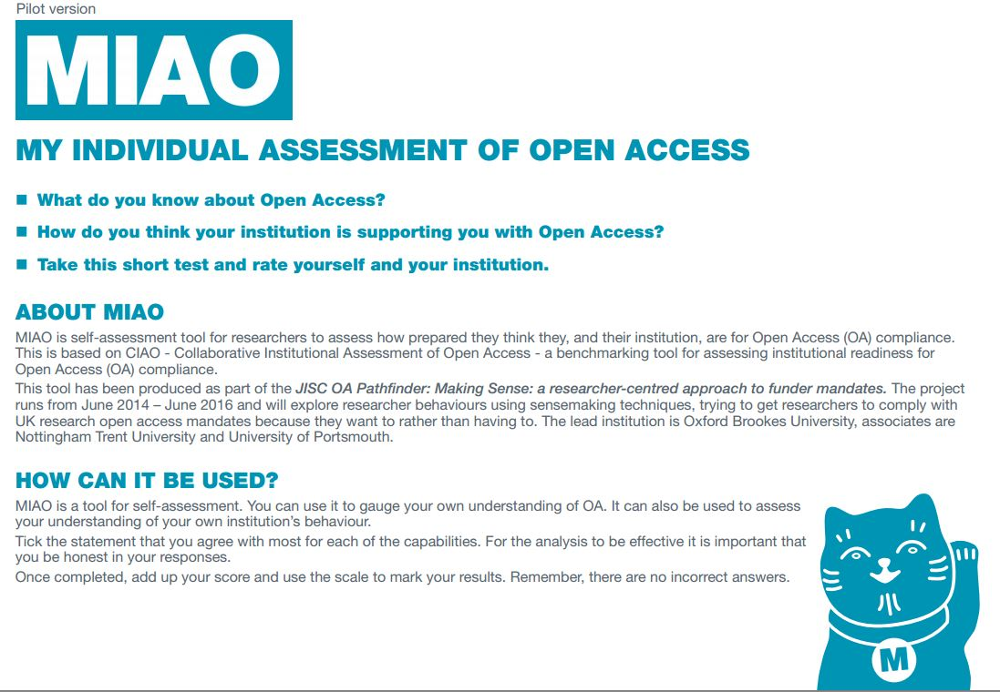 Pilot version
MIAO
MY INDIVIDUAL ASSESSMENT OF OPEN ACCESS
■ What do you know about Open Access?
■ How do you think your institution is supporting you with Open Access?
■ Take this short test and rate yourself and your institution.
ABOUT MIAO
MIAO is self-assessment tool for researchers to assess how prepared they think they, and their institution, are for Open Access (OA) compliance.
This is based on CIAO - Collaborative Institutional Assessment of Open Access - a benchmarking tool for assessing institutional readiness for
Open Access (OA) compliance.
This tool has been produced as part of the JISC OA Pathfinder: Making Sense: a researcher-centred approach to funder mandates. The project
runs from June 2014 – June 2016 and will explore researcher behaviours using sensemaking techniques, trying to get researchers to comply with
UK research open access mandates because they want to rather than having to. The lead institution is Oxford Brookes University, associates are
Nottingham Trent University and University of Portsmouth.
HOW CAN IT BE USED?
MIAO is a tool for self-assessment. You can use it to gauge your own understanding of OA. It can also be used to assess
your understanding of your own institution’s behaviour.
Tick the statement that you agree with most for each of the capabilities. For the analysis to be effective it is important that
you be honest in your responses.
Once completed, add up your score and use the scale to mark your results. Remember, there are no incorrect answers.
M